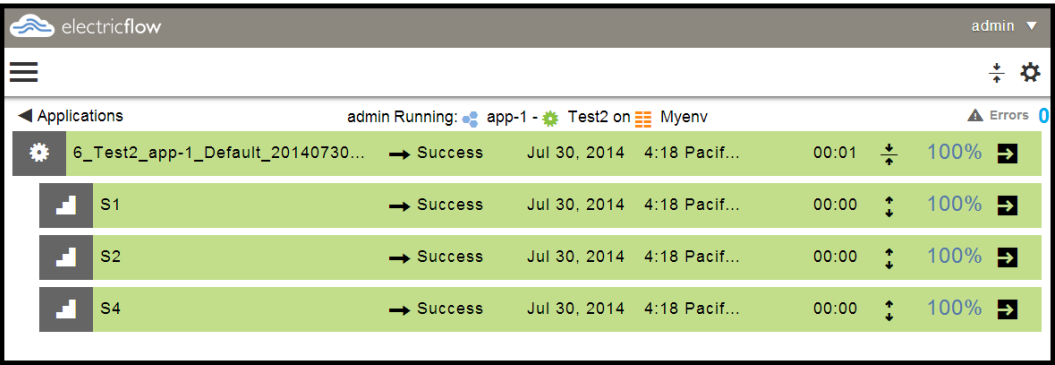 electricflow admin
Applications admin Running: app-1 - Test2 on Myenv Errors 0
6_Test2_app-1_Default_20140730... Success Jul 30, 2014 4:18 Pacif... 00:01 100%
S1 Success Jul 30, 2014 4:18 Pacif... 00:00 100%
S2 Success Jul 30, 2014 4:18 Pacif... 00:00 100%
S4 Success Jul 30, 2014 4:18 Pacif... 00:00 100%